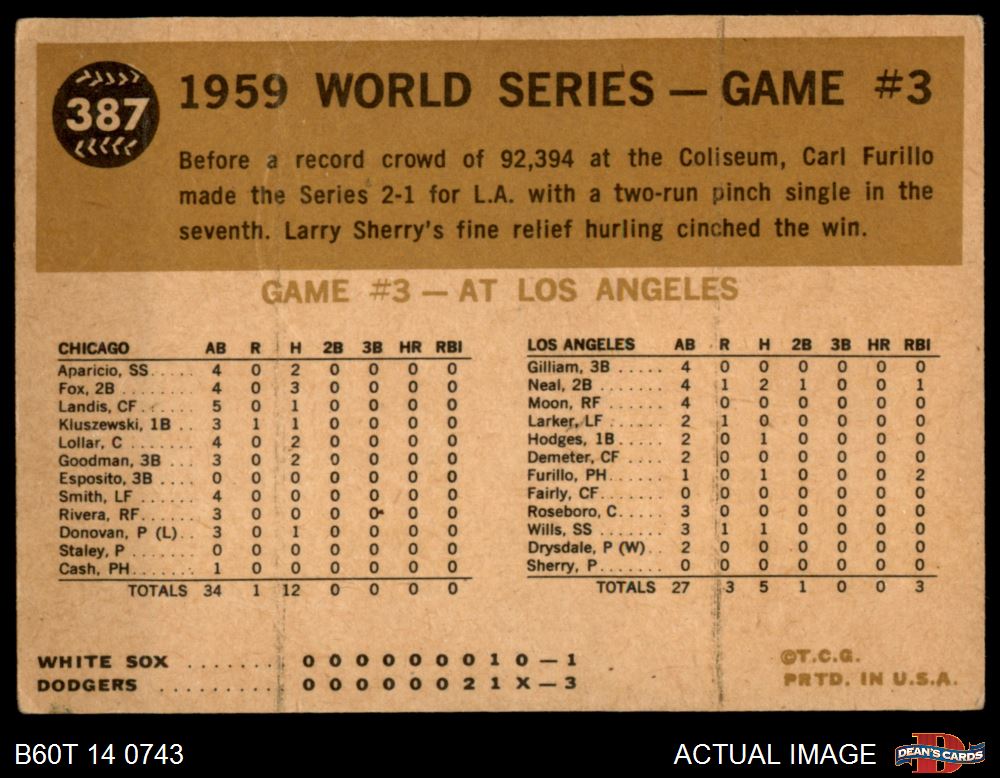 387
1959 WORLD SERIES — GAME #3
Before a record crowd of 92,394 at the Coliseum, Carl Furillo
made the Series 2-1 for L.A. with a two-run pinch single in the
seventh. Larry Sherry's fine relief hurling cinched the win.
GAME #3 — AT LOS ANGELES
CHICAGO AB R H 2B 3B HR RBI
Aparicio, SS..... 4 0 2 0 0 0 0
Fox, 2B ........ 4 0 3 0 0 0 0
Landis, CF...... 5 0 1 0 0 0 0
Kluszewski, 1B .. 3 1 1 0 0 0 0
Lollar, C ....... 4 0 2 0 0 0 0
Goodman, 3B ... 3 0 2 0 0 0 0
Esposito, 3B .... 0 0 0 0 0 0 0
Smith, LF ....... 4 0 0 0 0 0 0
Rivera, RF...... 3 0 0 0 0 0 0
Donovan, P (L).. 3 0 1 0 0 0 0
Staley, P ....... 0 0 0 0 0 0 0
Cash, PH........ 1 0 0 0 0 0 0
TOTALS 34 1 12 0 0 0 0
LOS ANGELES AB R H 2B 3B HR RBI
Gilliam, 3B ..... 4 0 0 0 0 0 0
Neal, 2B ........ 4 1 2 1 0 0 1
Moon, RF ....... 4 0 0 0 0 0 0
Larker, LF ...... 2 1 0 0 0 0 0
Hodges, 1B...... 2 0 1 0 0 0 0
Demeter, CF .... 2 0 0 0 0 0 0
Furillo, PH...... 1 0 1 0 0 0 2
Fairly, CF....... 0 0 0 0 0 0 0
Roseboro, C..... 3 0 0 0 0 0 0
Wills, SS ....... 3 1 1 0 0 0 0
Drysdale, P (W).. 2 0 0 0 0 0 0
Sherry, P....... 0 0 0 0 0 0 0
TOTALS 27 3 5 1 0 0 3
WHITE SOX ....... 0 0 0 0 0 0 0 1 0 — 1
DODGERS ......... 0 0 0 0 0 0 2 1 X — 3
©T.C.G.
PRTD. IN U.S.A.
B60T 14 0743
ACTUAL IMAGE
DEAN'S CARDS